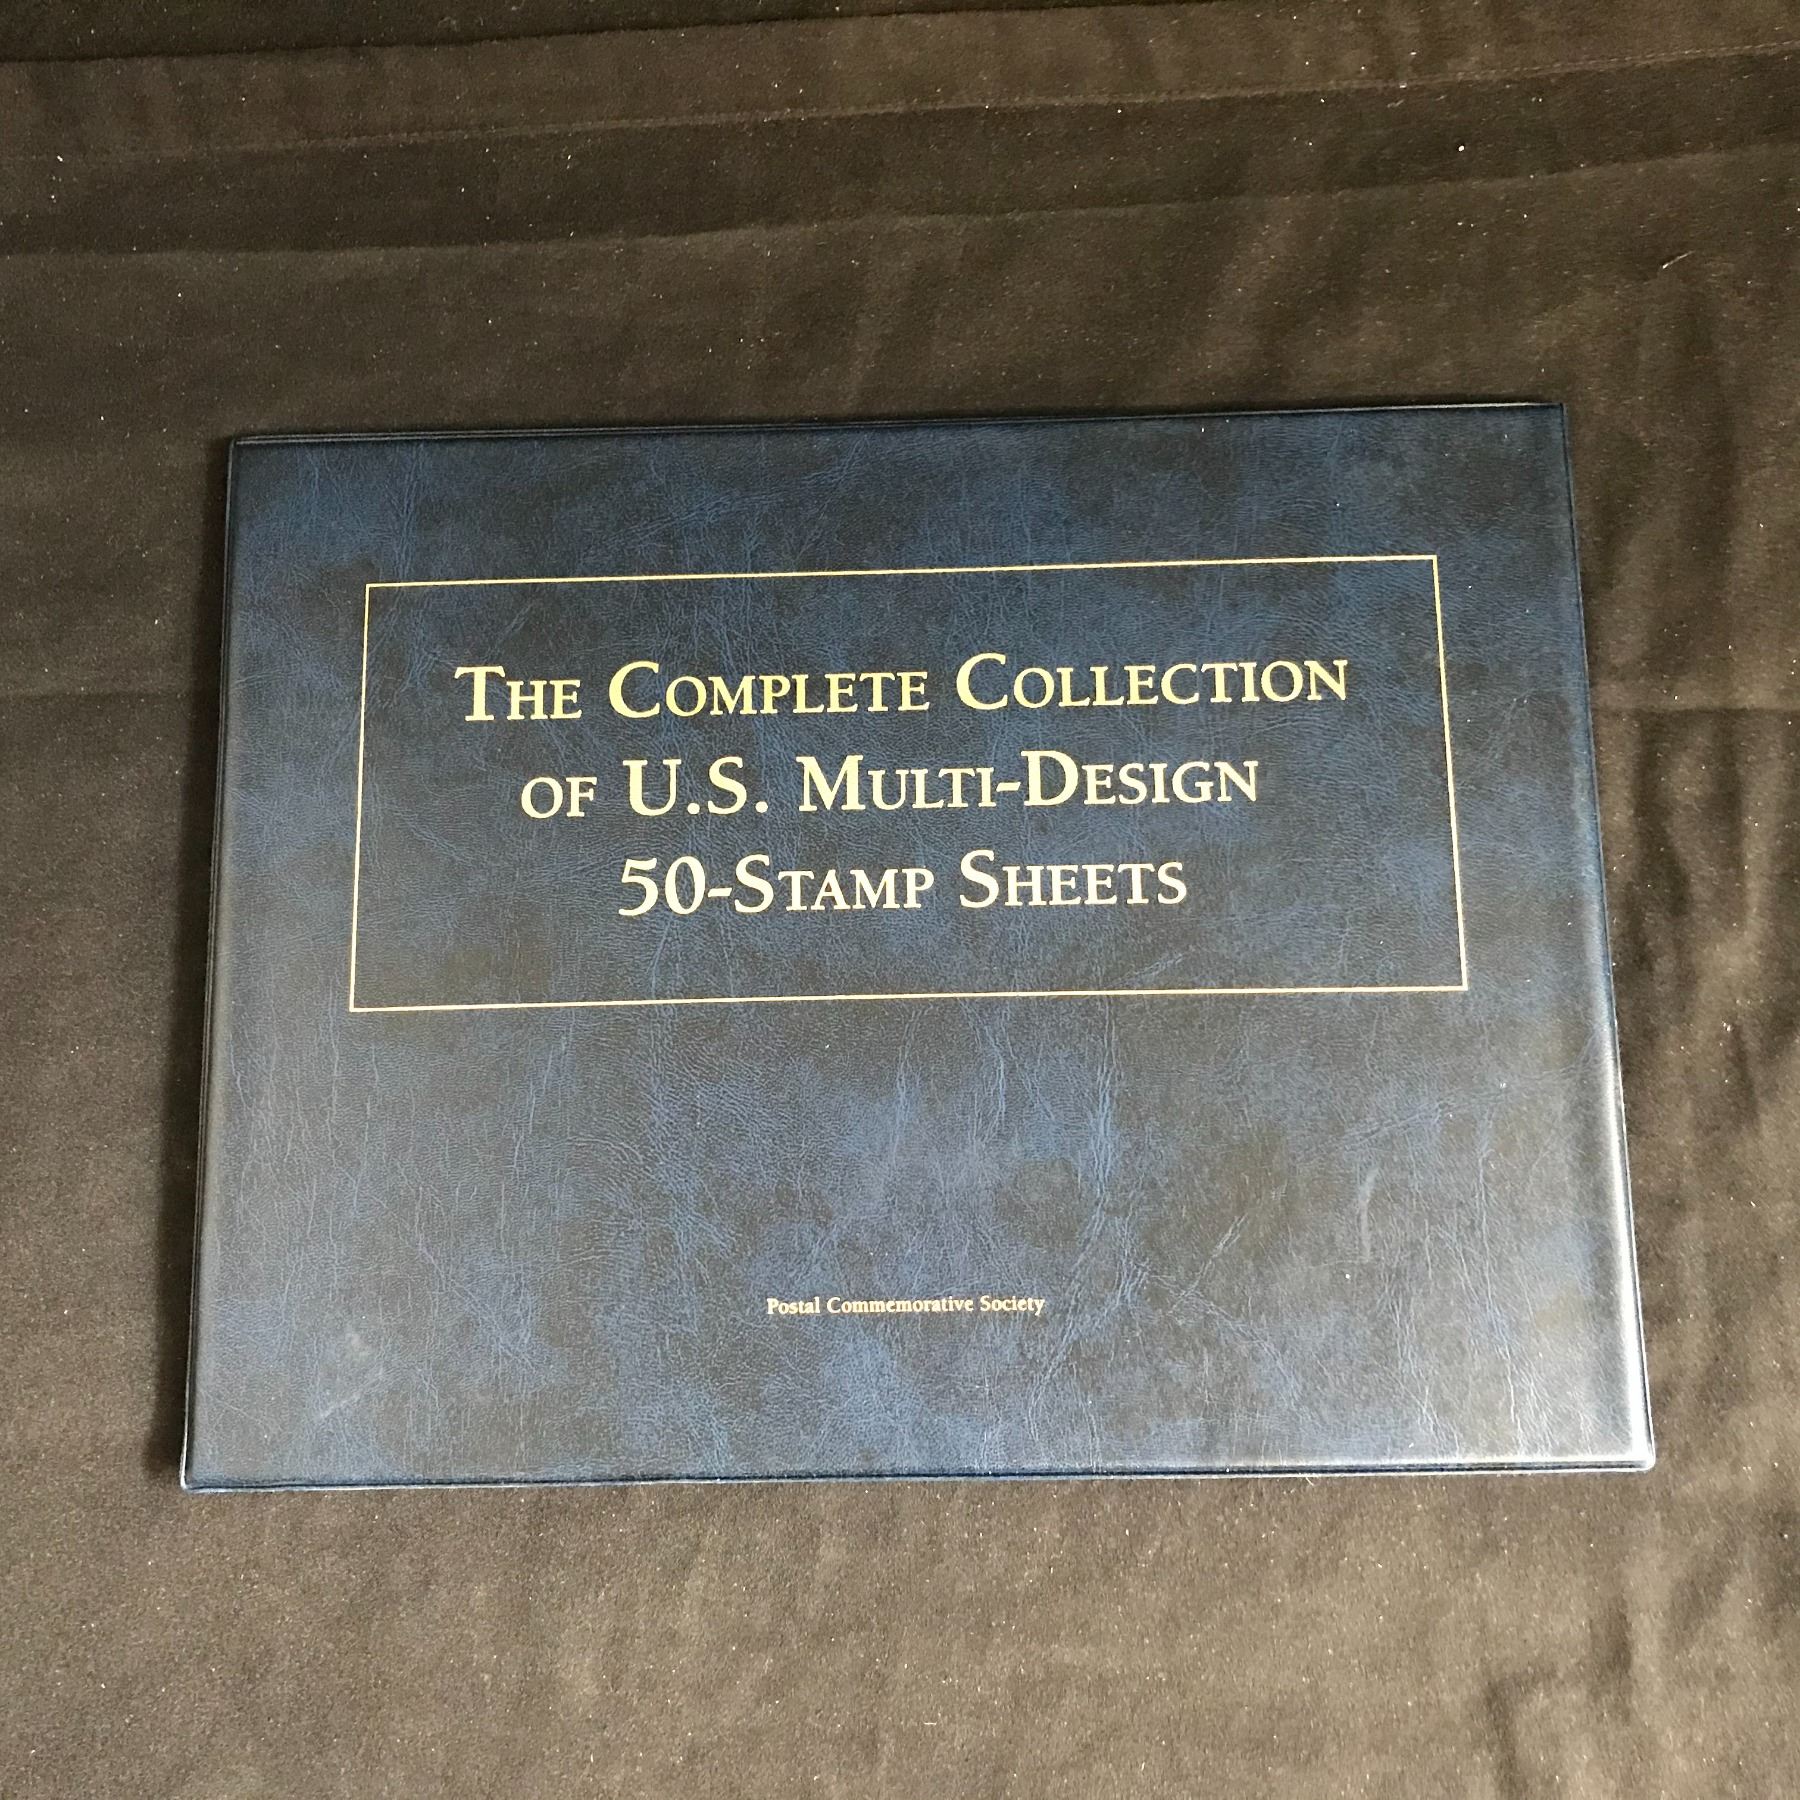 The Complete Collection
of U.S. Multi-Design
50-Stamp Sheets
Postal Commemorative Society